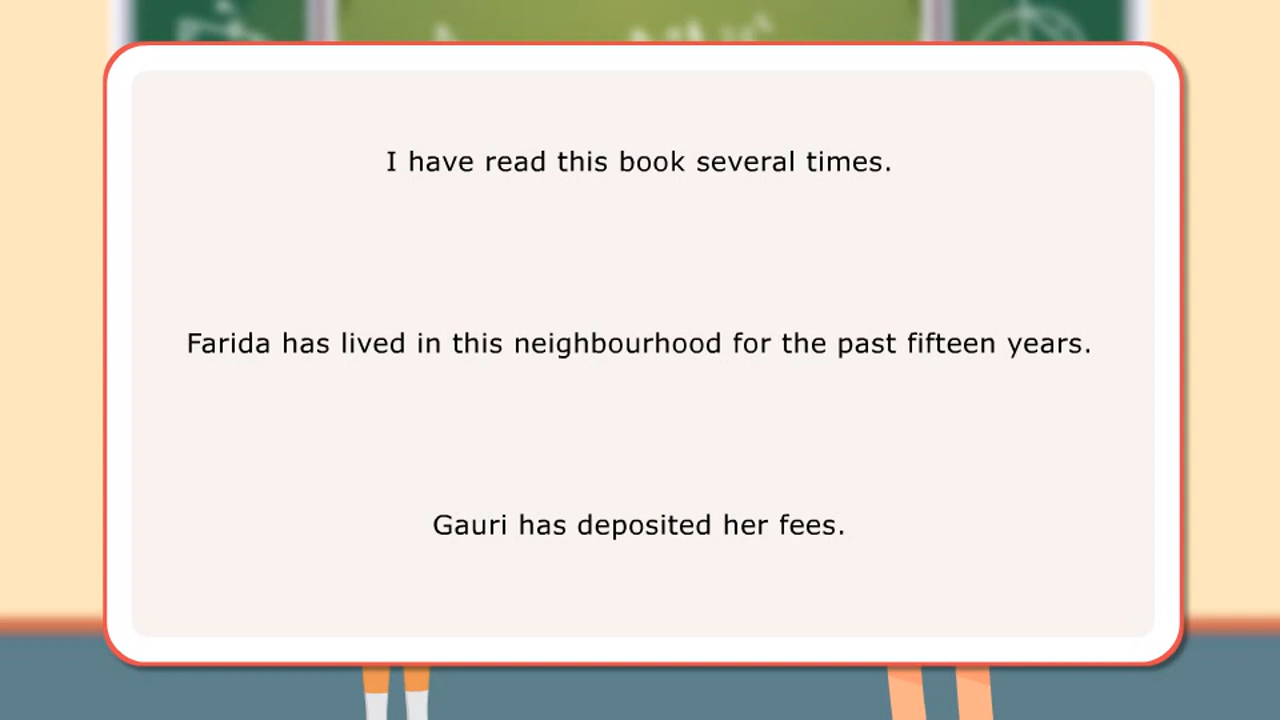 I have read this book several times.
Farida has lived in this neighbourhood for the past fifteen years.
Gauri has deposited her fees.